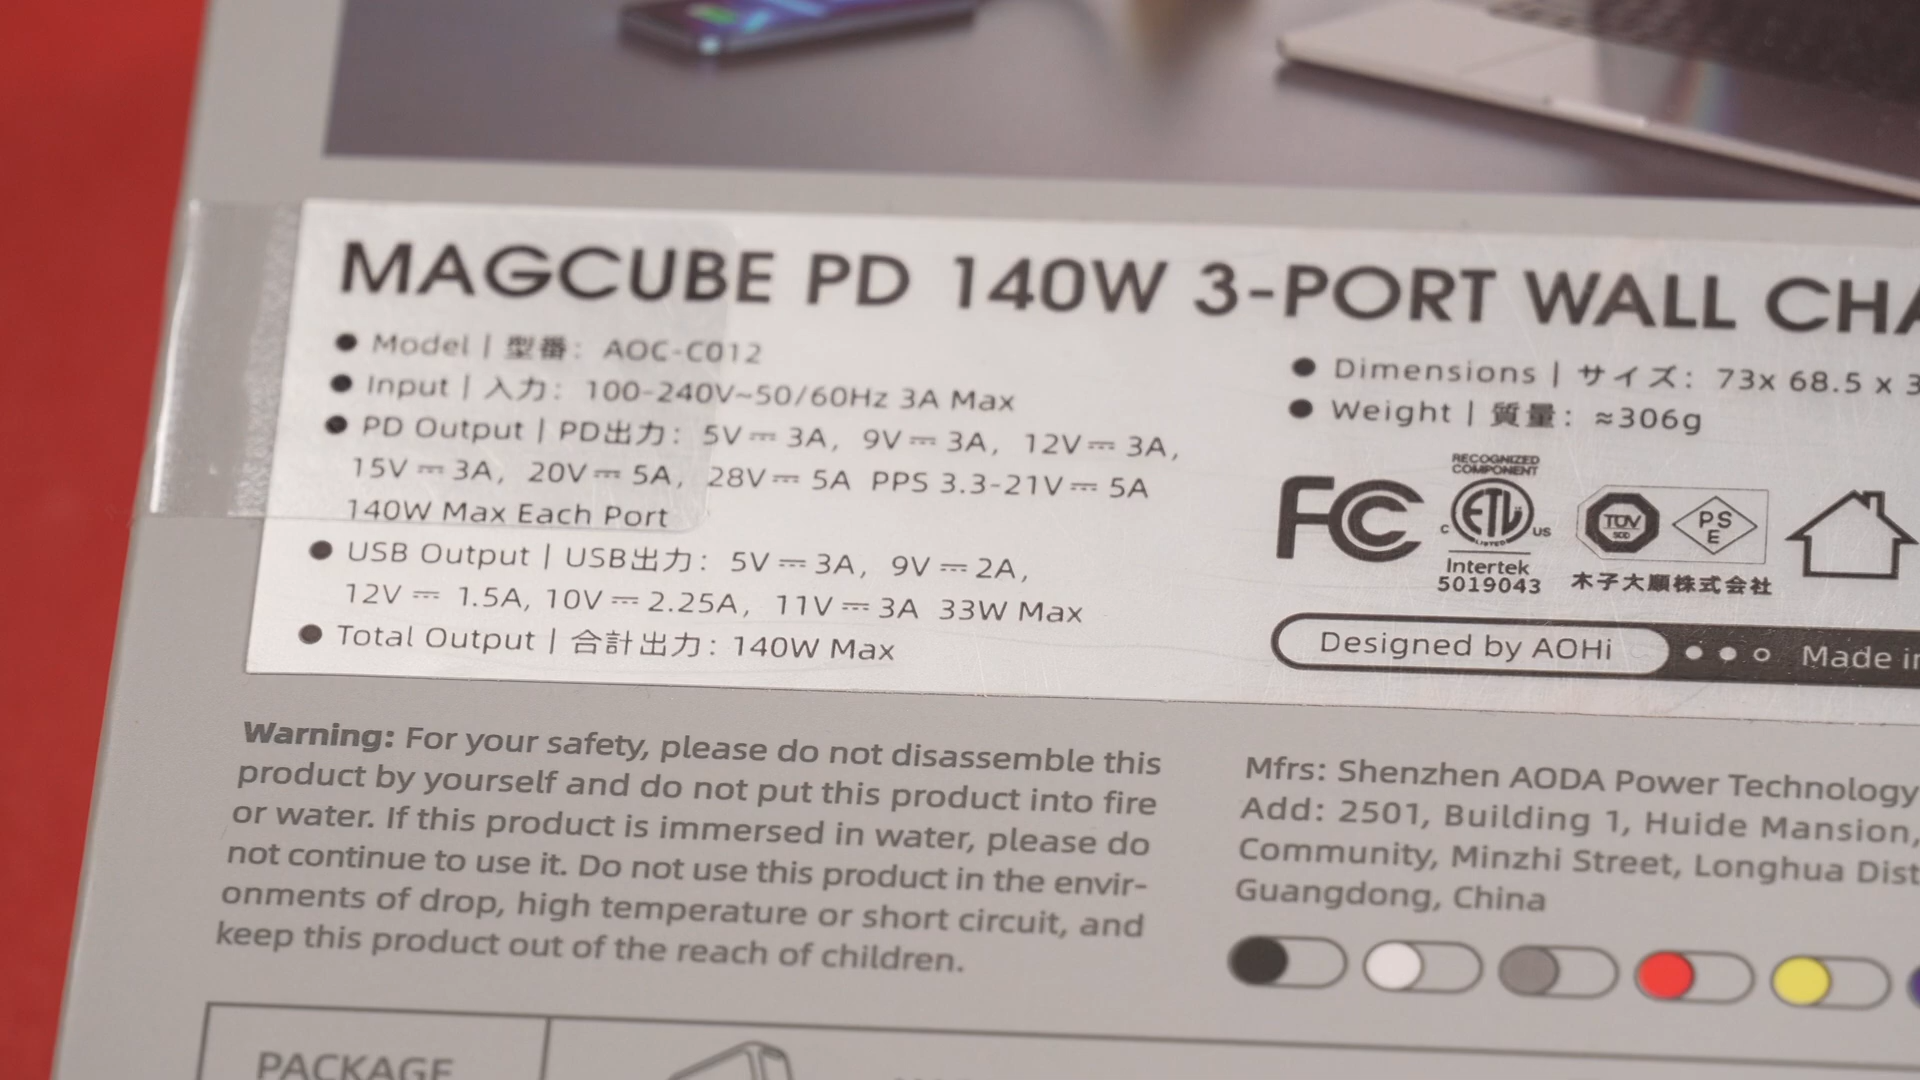 MAGCUBE PD 140W 3-PORT WALL CHA
● Model | 型番: AOC-C012
● Input | 入力: 100-240V~50/60Hz 3A Max
● PD Output | PD出力: 5V⎓3A, 9V⎓3A, 12V⎓3A,
15V⎓3A, 20V⎓5A, 28V⎓5A PPS 3.3-21V⎓5A
140W Max Each Port
● USB Output | USB出力: 5V⎓3A, 9V⎓2A,
12V⎓ 1.5A, 10V⎓2.25A, 11V⎓3A 33W Max
● Total Output | 合計出力: 140W Max
● Dimensions | サイズ: 73x 68.5 x 3
● Weight | 質量: ≈306g
FC
RECOGNIZED
COMPONENT
C ETL US
LISTED
Intertek
5019043
TÜV
PS
E
木子大願株式会社
Designed by AOHi
Made in
Warning: For your safety, please do not disassemble this
product by yourself and do not put this product into fire
or water. If this product is immersed in water, please do
not continue to use it. Do not use this product in the envir-
onments of drop, high temperature or short circuit, and
keep this product out of the reach of children.
Mfrs: Shenzhen AODA Power Technology
Add: 2501, Building 1, Huide Mansion,
Community, Minzhi Street, Longhua Dist
Guangdong, China
PACKAGE